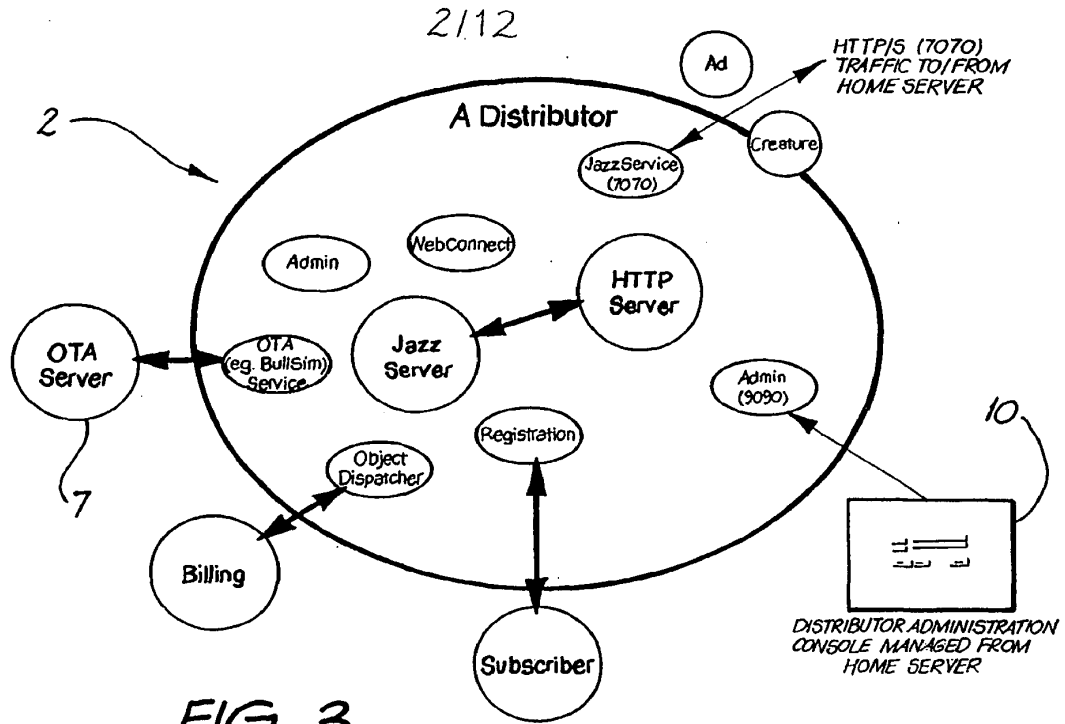 2/12
Ad
HTTP/S (7070)
TRAFFIC TO/FROM
HOME SERVER
2
A Distributor
Creature
JazzService
(7070)
WebConnect
Admin
HTTP
Server
OTA
Server
OTA
(eg. BullSim)
Service
Jazz
Server
Admin
(9090)
10
Registration
Object
Dispatcher
7
Billing
Subscriber
DISTRIBUTOR ADMINISTRATION
CONSOLE MANAGED FROM
HOME SERVER
FIG. 3